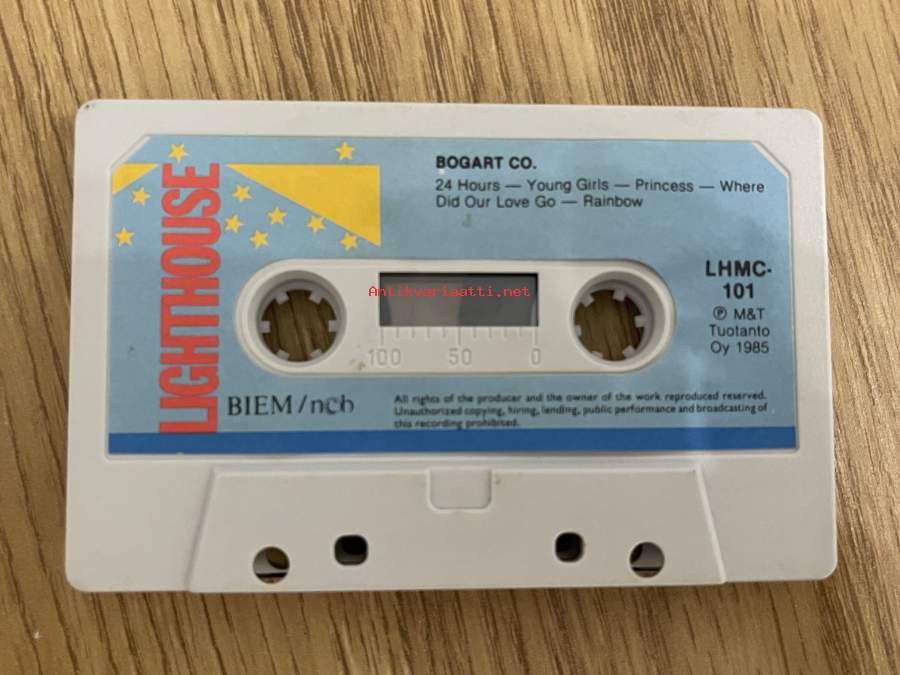 LIGHTHOUSE
BOGART CO.
24 Hours — Young Girls — Princess — Where
Did Our Love Go — Rainbow
LHMC-
101
℗ M&T
Tuotanto
Oy 1985
Antikvariaatti.net
100 50 0
BIEM/ncb
All rights of the producer and the owner of the work reproduced reserved.
Unauthorized copying, hiring, lending, public performance and broadcasting of
this recording prohibited.